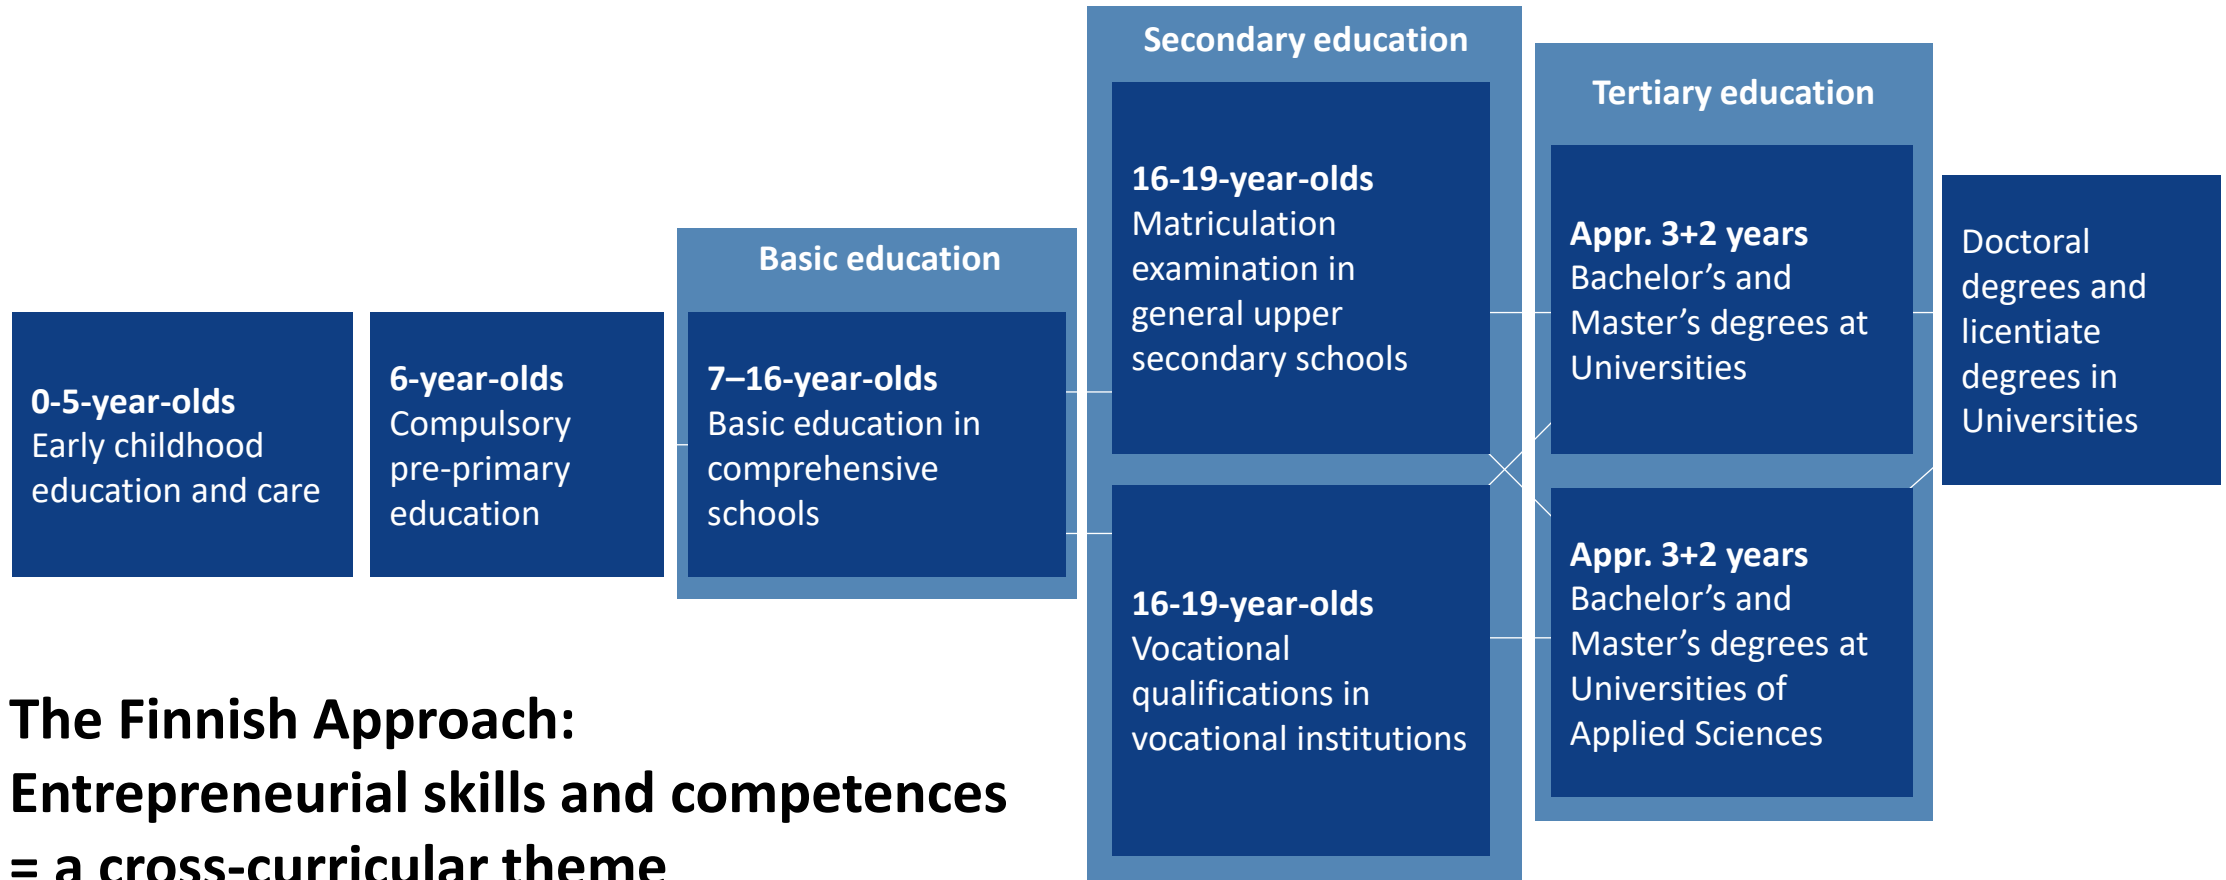 0-5-year-olds
Early childhood
education and care
6-year-olds
Compulsory
pre-primary
education
Basic education
7–16-year-olds
Basic education in
comprehensive
schools
Secondary education
16-19-year-olds
Matriculation
examination in
general upper
secondary schools
16-19-year-olds
Vocational
qualifications in
vocational institutions
Tertiary education
Appr. 3+2 years
Bachelor’s and
Master’s degrees at
Universities
Appr. 3+2 years
Bachelor’s and
Master’s degrees at
Universities of
Applied Sciences
Doctoral
degrees and
licentiate
degrees in
Universities
The Finnish Approach:
Entrepreneurial skills and competences
= a cross-curricular theme